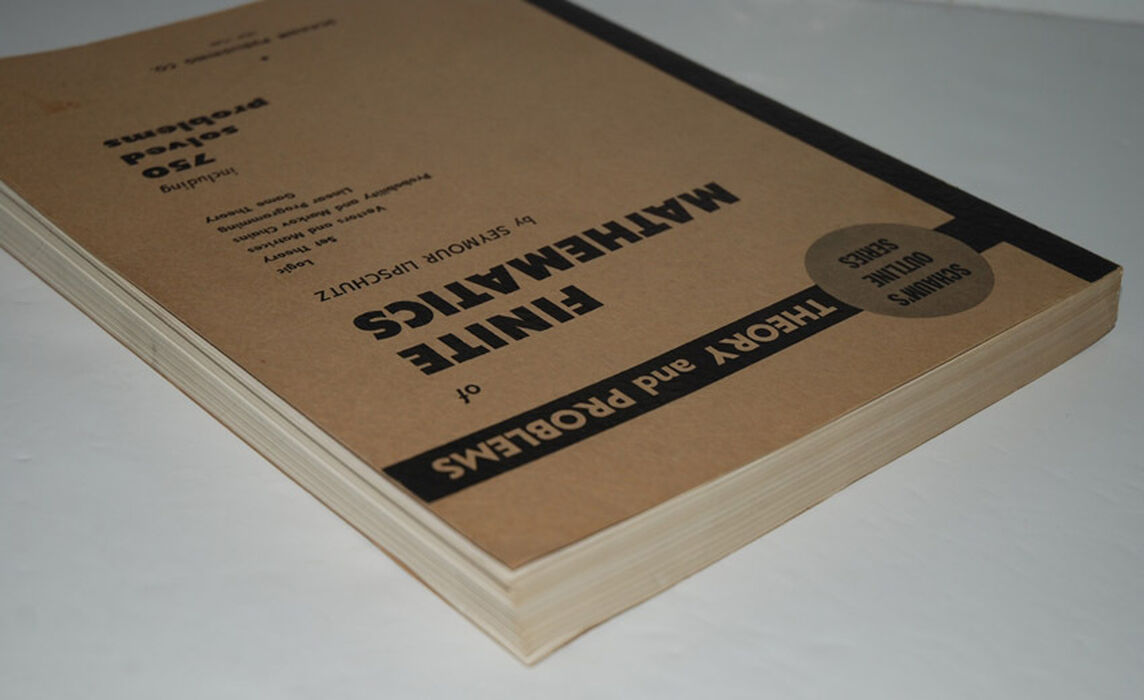 SCHAUM'S
OUTLINE
SERIES
THEORY and PROBLEMS
of
FINITE
MATHEMATICS
by SEYMOUR LIPSCHUTZ
Logic
Set Theory
Vectors and Matrices
Probability and Markov Chains
Linear Programming
Game Theory
including
750
solved
problems
SCHAUM PUBLISHING CO.